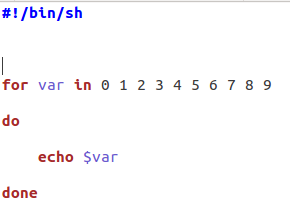 #!/bin/sh
for var in 0 1 2 3 4 5 6 7 8 9
do
    echo $var
done